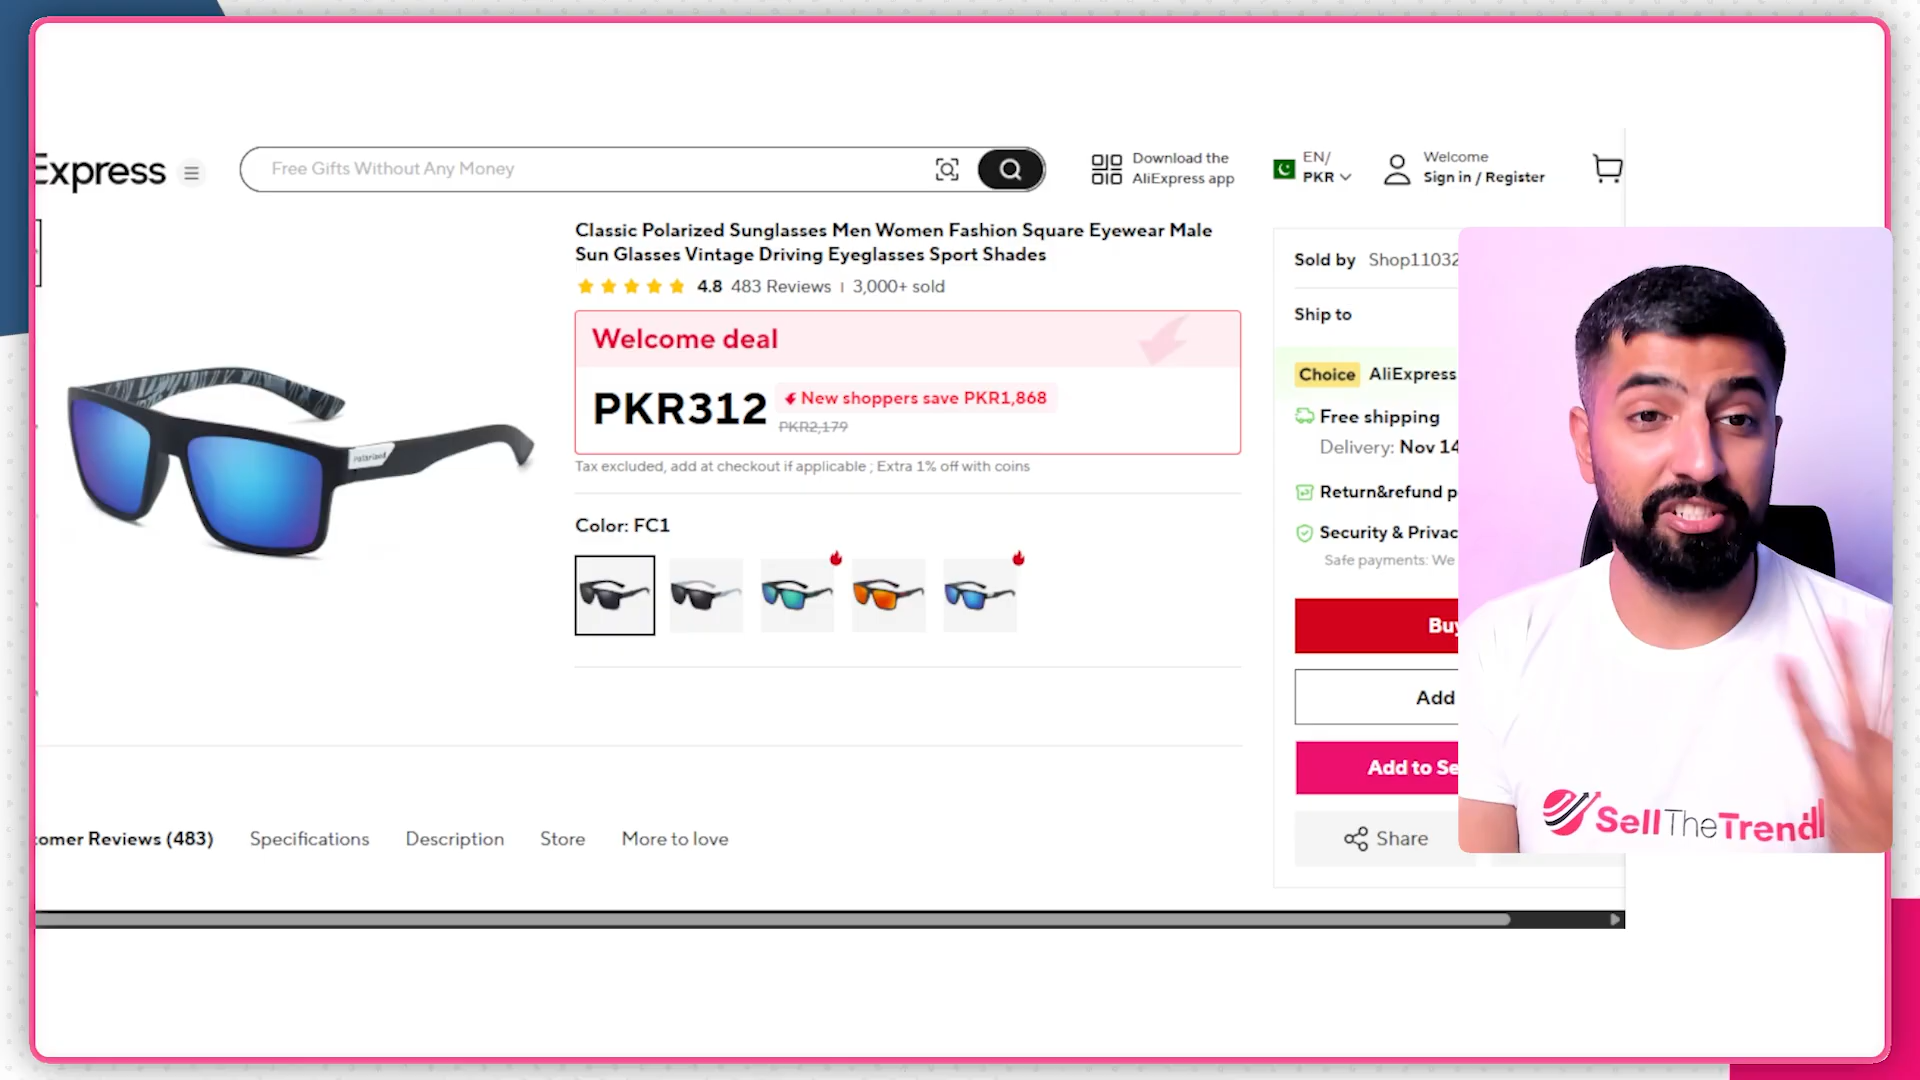 Express
Free Gifts Without Any Money
Download the
AliExpress app
EN/
PKR
Welcome
Sign in / Register
Classic Polarized Sunglasses Men Women Fashion Square Eyewear Male
Sun Glasses Vintage Driving Eyeglasses Sport Shades
4.8 483 Reviews | 3,000+ sold
Welcome deal
PKR312
New shoppers save PKR1,868
PKR2,179
Tax excluded, add at checkout if applicable ; Extra 1% off with coins
Color: FC1
Polarized
omer Reviews (483)
Specifications
Description
Store
More to love
Sold by Shop11032
Ship to
Choice AliExpress
Free shipping
Delivery: Nov 14
Return&refund p
Security & Privac
Safe payments: We
Buy
Add
Add to Se
Share
SellTheTrend